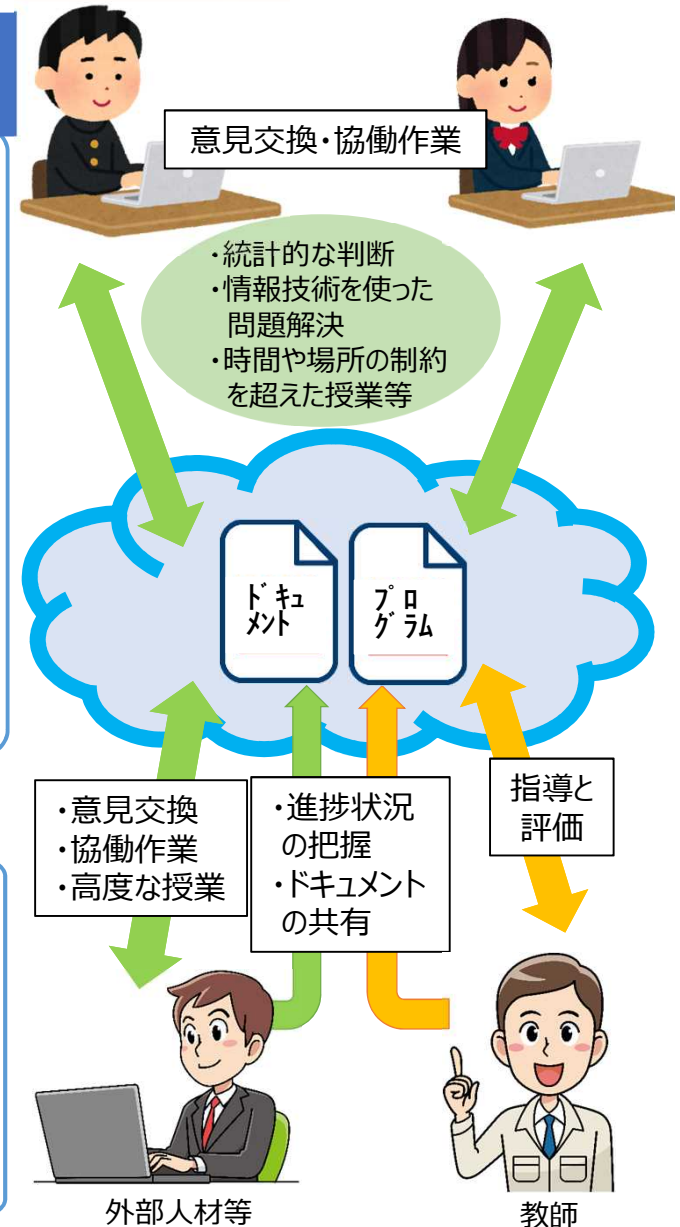 意見交換・協働作業
・統計的な判断
・情報技術を使った
問題解決
・時間や場所の制約
を超えた授業等
ドキュ
メント
プロ
グラム
・意見交換
・協働作業
・高度な授業
・進捗状況
の把握
・ドキュメント
の共有
指導と
評価
外部人材等
教師